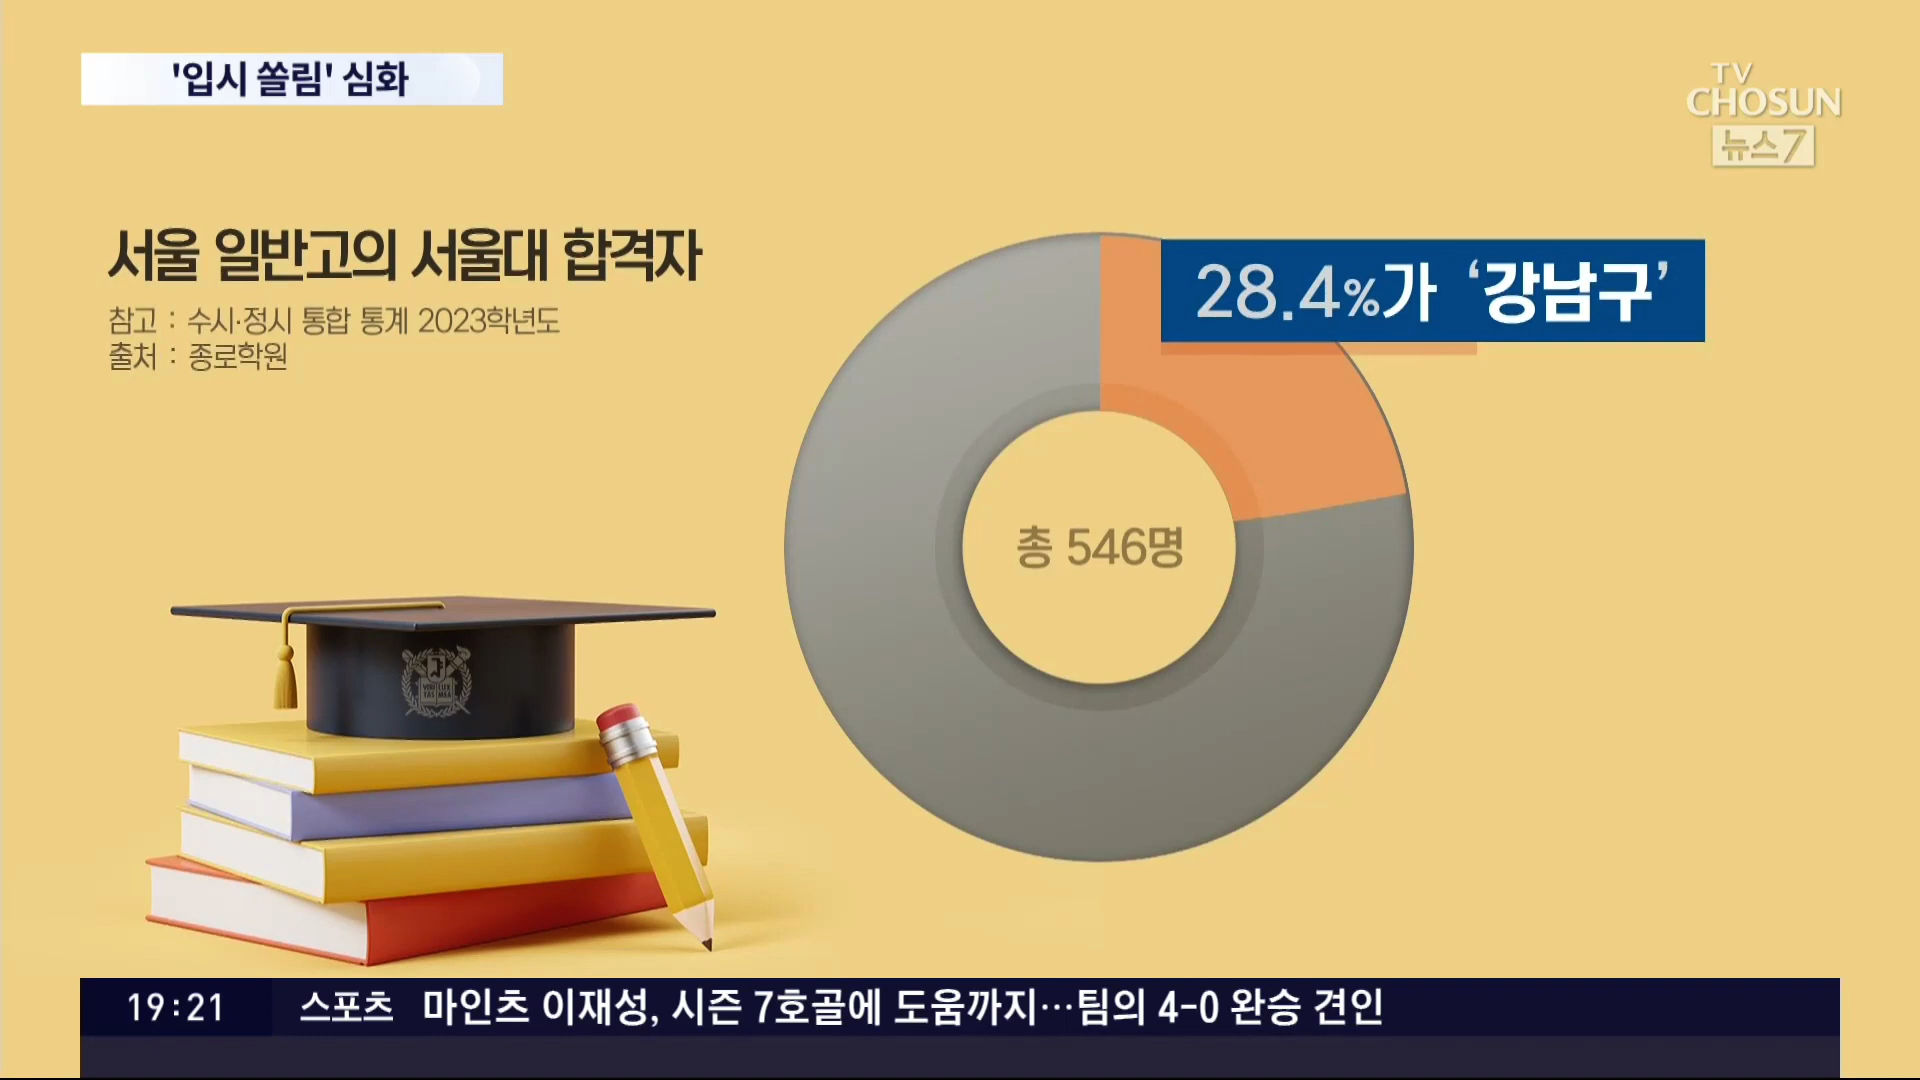 '입시 쏠림' 심화
TV
CHOSUN
뉴스7
서울 일반고의 서울대 합격자
참고 : 수시·정시 통합 통계 2023학년도
출처 : 종로학원
28.4%가 ‘강남구’
총 546명
VERI LUX
TAS MEA
19:21 스포츠 마인츠 이재성, 시즌 7호골에 도움까지…팀의 4-0 완승 견인